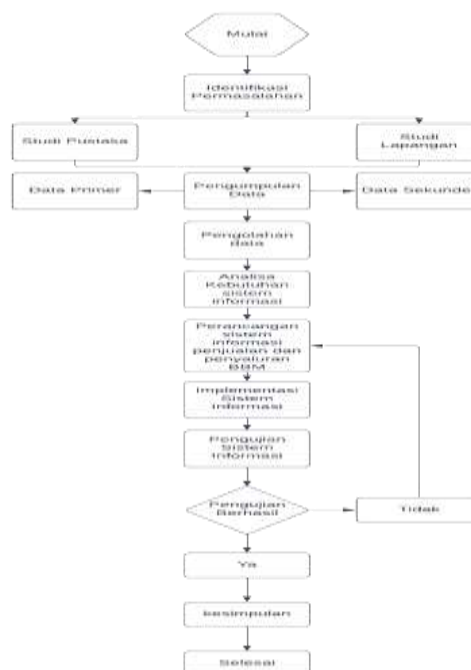 Mulai
Identifikasi
Permasalahan
Studi Pustaka
Studi
Lapangan
Data Primer
Pengumpulan
Data
Data Sekunder
Pengolahan
data
Analisa
Kebutuhan
sistem
informasi
Perancangan
sistem
informasi
penjualan dan
penyaluran
BBM
Implementasi
Sistem
Informasi
Pengujian
Sistem
Informasi
Pengujian
Berhasil
Tidak
Ya
kesimpulan
Selesai